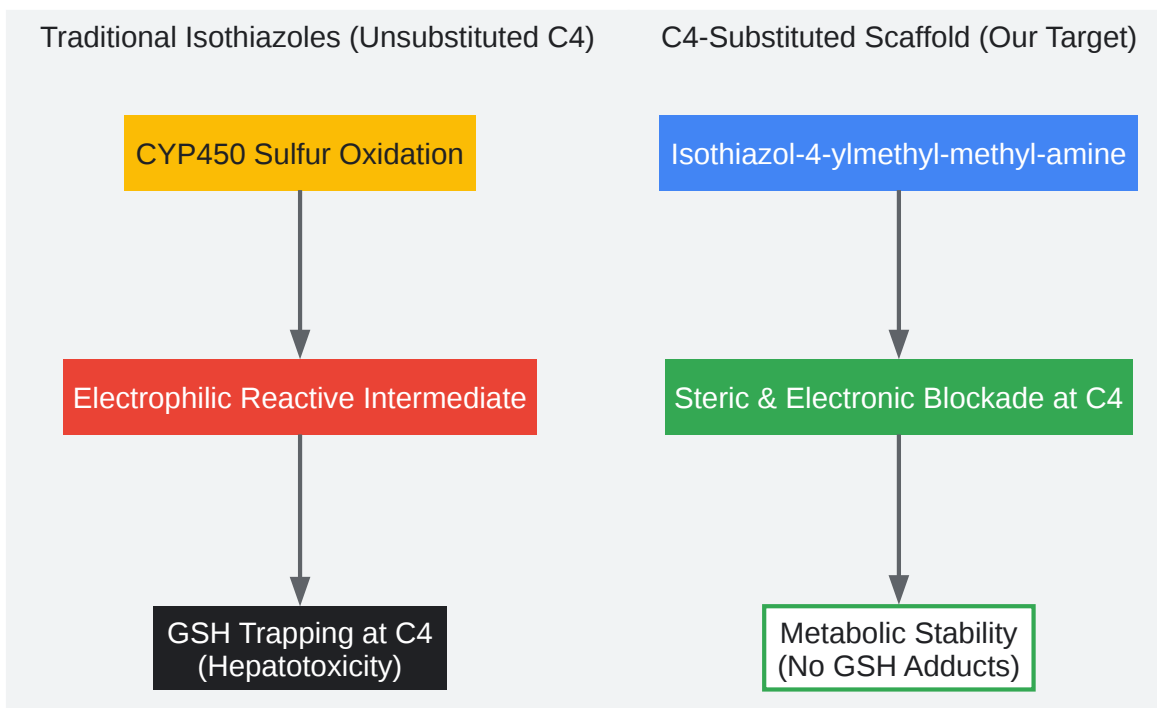 Traditional Isothiazoles (Unsubstituted C4)
C4-Substituted Scaffold (Our Target)
CYP450 Sulfur Oxidation
Isothiazol-4-ylmethyl-methyl-amine
Electrophilic Reactive Intermediate
Steric & Electronic Blockade at C4
GSH Trapping at C4
(Hepatotoxicity)
Metabolic Stability
(No GSH Adducts)